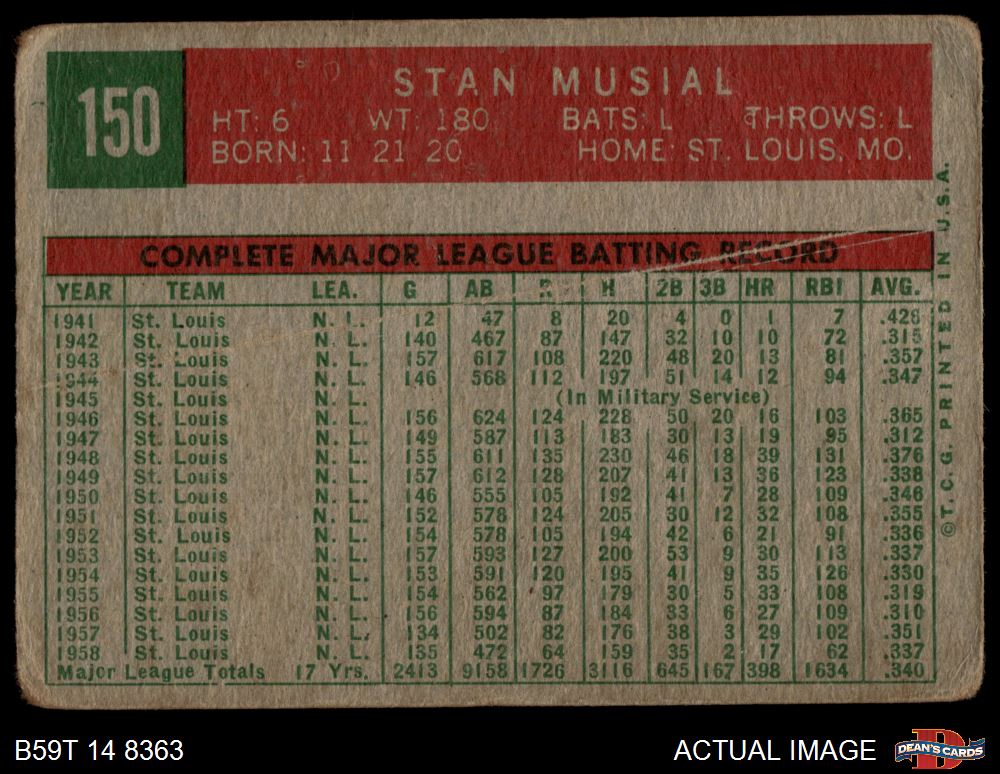 150
STAN MUSIAL
HT: 6 WT: 180 BATS: L THROWS: L
BORN: 11 21 20 HOME: ST. LOUIS, MO.
COMPLETE MAJOR LEAGUE BATTING RECORD
YEAR TEAM LEA. G AB R H 2B 3B HR RBI AVG.
1941 St. Louis N. L. 12 47 8 20 4 0 1 7 .426
1942 St. Louis N. L. 140 467 87 147 32 10 10 72 .315
1943 St. Louis N. L. 157 617 108 220 48 20 13 81 .357
1944 St. Louis N. L. 146 568 112 197 51 14 12 94 .347
1945 St. Louis N. L. (In Military Service)
1946 St. Louis N. L. 156 624 124 228 50 20 16 103 .365
1947 St. Louis N. L. 149 587 113 183 30 13 19 95 .312
1948 St. Louis N. L. 155 611 135 230 46 18 39 131 .376
1949 St. Louis N. L. 157 612 128 207 41 13 36 123 .338
1950 St. Louis N. L. 146 555 105 192 41 7 28 109 .346
1951 St. Louis N. L. 152 578 124 205 30 12 32 108 .355
1952 St. Louis N. L. 154 578 105 194 42 6 21 91 .336
1953 St. Louis N. L. 157 593 127 200 53 9 30 113 .337
1954 St. Louis N. L. 153 591 120 195 41 9 35 126 .330
1955 St. Louis N. L. 154 562 97 179 30 5 33 108 .319
1956 St. Louis N. L. 156 594 87 184 33 6 27 109 .310
1957 St. Louis N. L. 134 502 82 176 38 3 29 102 .351
1958 St. Louis N. L. 135 472 64 159 35 2 17 62 .337
Major League Totals 17 Yrs. 2413 9158 1726 3116 645 167 398 1634 .340
©T.C.G. PRINTED IN U.S.A.
B59T 14 8363 ACTUAL IMAGE
DEAN'S CARDS